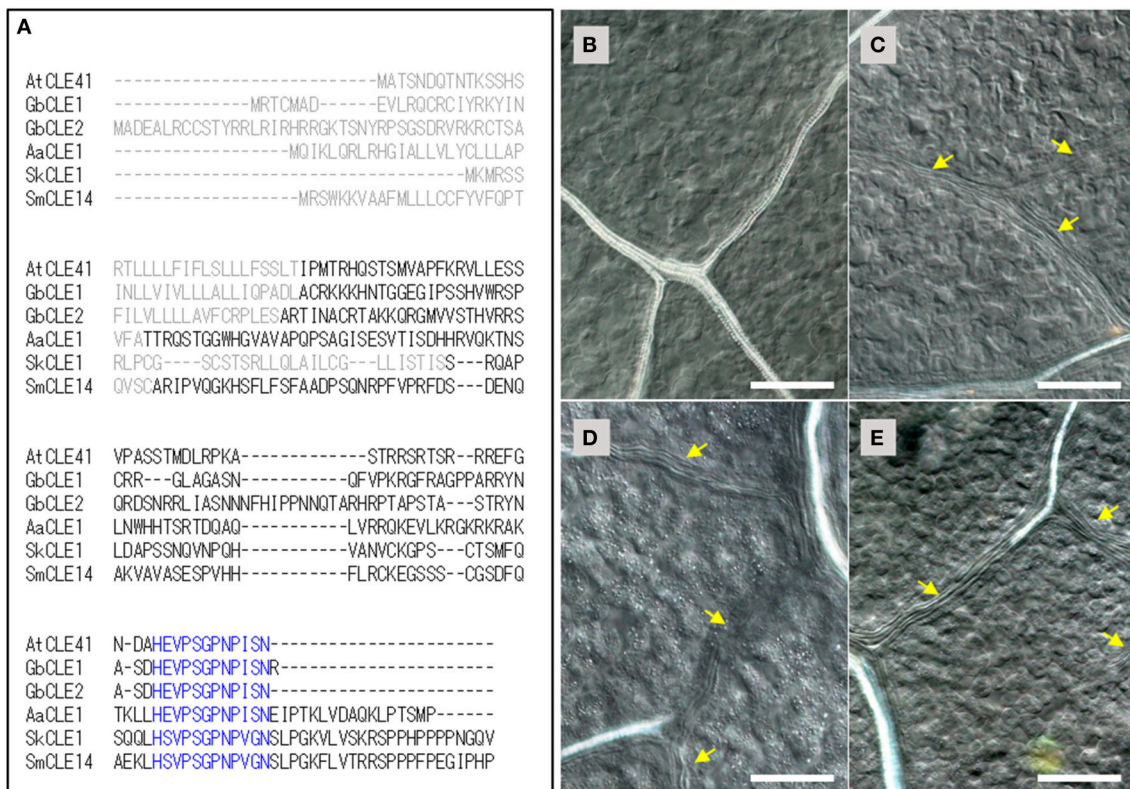 A
AtCLE41 ---------------------------MATSNDQTNTKSSHS
GbCLE1 --------------MRTCMAD------EVLRQCRCIYRKYIN
GbCLE2 MADEALRCCSTYRRLRIRHRRGKTSNYRPSGSDRVRKRCTSA
AaCLE1 ------------------MQIKLQRLRHGIALLVLYCLLLAP
SkCLE1 ------------------------------------MKMRSS
SmCLE14 -------------------MRSWKKVAAFMLLLCCFYVFQPT
AtCLE41 RTLLLLFIFLSLLLFSSLTIPMTRHQSTSMVAPFKRVLLESS
GbCLE1 INLLVIVLLLALLIQPADLACRKKKHNTGGEGIPSSHVWRSP
GbCLE2 FILVLLLLAVFCRPLESARTINACRTAKKQRGMVVSTHVRRS
AaCLE1 VFATTRQSTGGWHGVAVAPQPSAGISESVTISDHHRVQKTNS
SkCLE1 RLPCG----SCSTSRLLQLAILCG--LLISTISS---RQAP
SmCLE14 QVSCARIPVQGKHSFLFSFAADPSQNRPFVPRFDS--DENQ
AtCLE41 VPASSTMDLRPKA-------------STRRSRTSR--RREFG
GbCLE1 CRR---GLAGASN-----------QFVPKRGFRAGPPARRYN
GbCLE2 QRDSNRRLIASNNNFHIPPNNQTARHRPTAPSTA---STRYN
AaCLE1 LNWHHTSRTDQAQ-----------LVRRQKEVLKRGKRKRAK
SkCLE1 LDAPSSNQVNPQH-----------VANVCKGPS---CTSMFQ
SmCLE14 AKVAVASESPVHH-----------FLRCKEGSSS--CGSDFQ
AtCLE41 N-DAHEVPSGPNPISN-----------------------
GbCLE1 A-SDHEVPSGPNPISNR----------------------
GbCLE2 A-SDHEVPSGPNPISN-----------------------
AaCLE1 TKLLHEVPSGPNPISNEIPTKLVDAQKLPTSMP------
SkCLE1 SQQLHSVPSGPNPVGNSLPGKVLVSKRSPPHPPPPNGQV
SmCLE14 AEKLHSVPSGPNPVGNSLPGKFLVTRRSPPPFPEGIPHP
B
C
D
E